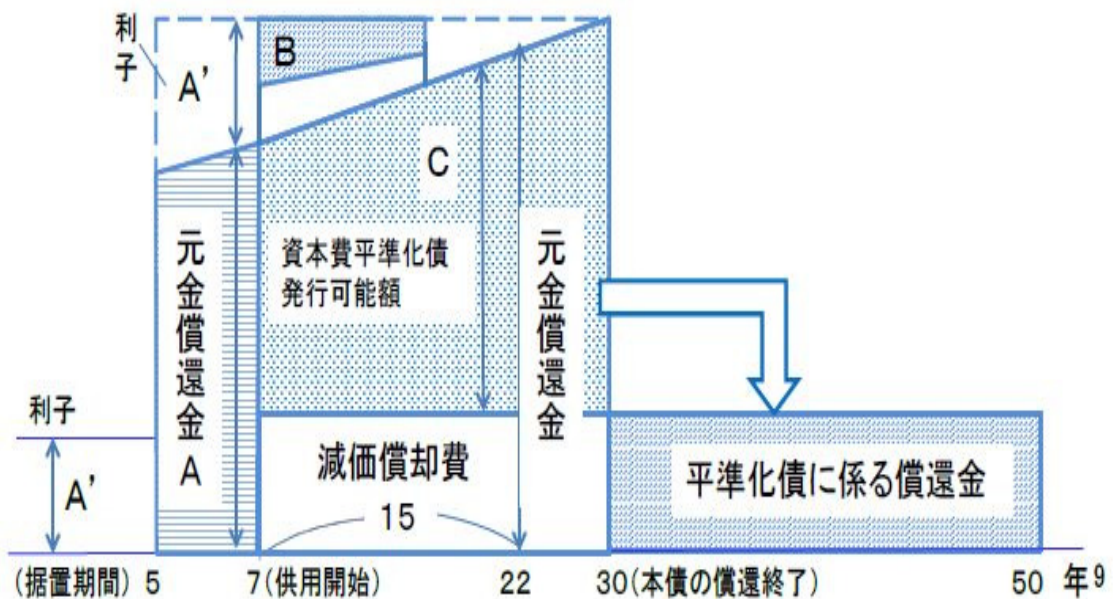 利子
A'
B
C
元金償還金 A
資本費平準化債
発行可能額
元金償還金
利子
A'
減価償却費
15
平準化債に係る償還金
(据置期間) 5 7(供用開始) 22 30(本債の償還終了) 50 年9